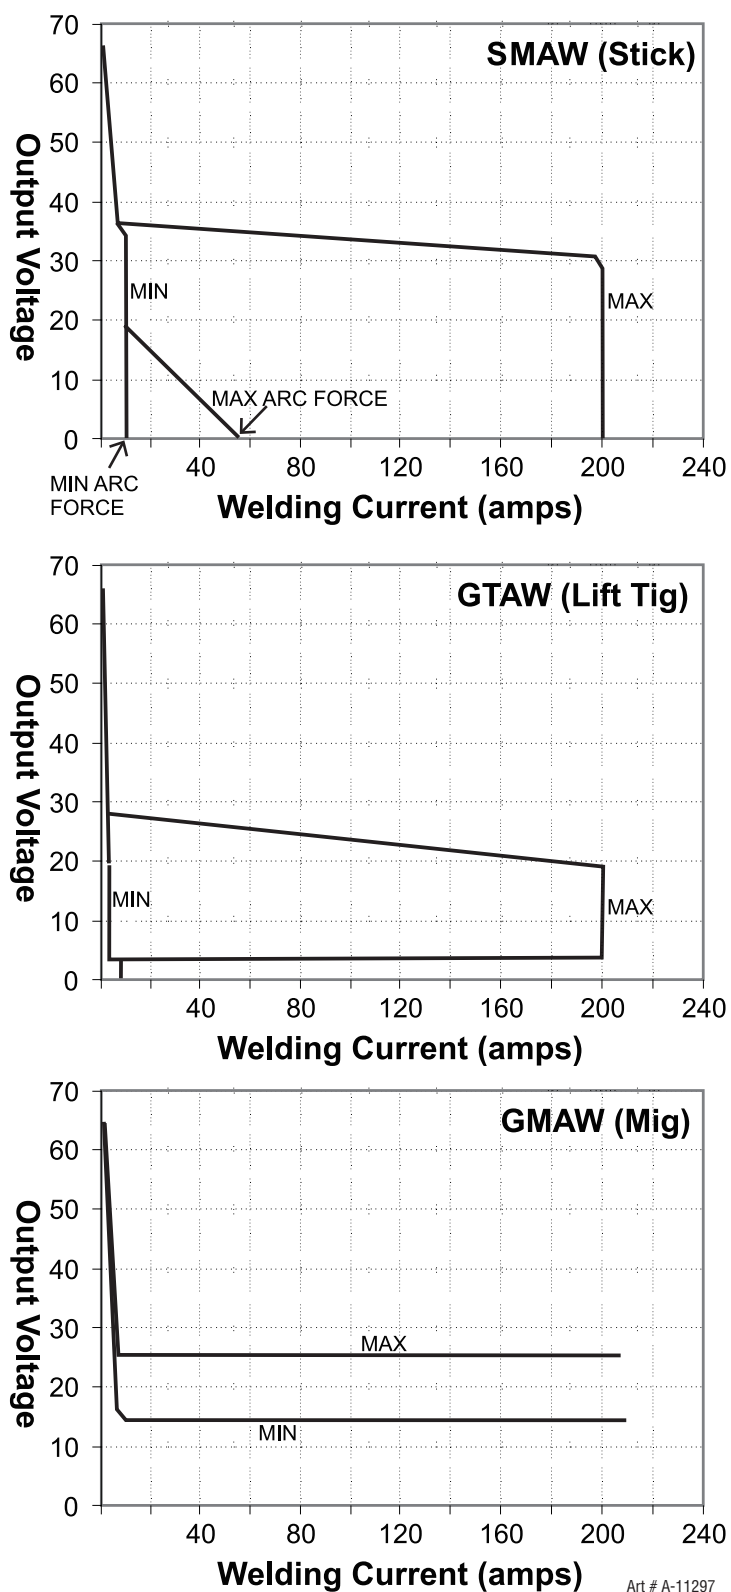 70
SMAW (Stick)
60
50
40
30
MIN
MAX
20
10
MAX ARC FORCE
0
Output Voltage
40 80 120 160 200 240
MIN ARC
FORCE
Welding Current (amps)
70
GTAW (Lift Tig)
60
50
40
30
20
MIN
MAX
10
0
Output Voltage
40 80 120 160 200 240
Welding Current (amps)
70
GMAW (Mig)
60
50
40
30
MAX
20
MIN
10
0
Output Voltage
40 80 120 160 200 240
Welding Current (amps)
Art # A-11297